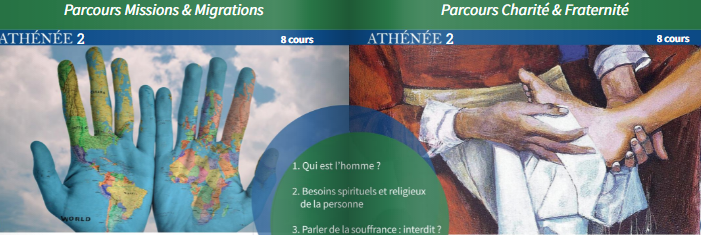 Parcours Missions & Migrations
ATHÉNÉE 2
8 cours
WORLD
Parcours Charité & Fraternité
ATHÉNÉE 2
8 cours
1. Qui est l'homme ?
2. Besoins spirituels et religieux
de la personne
3. Parler de la souffrance : interdit ?